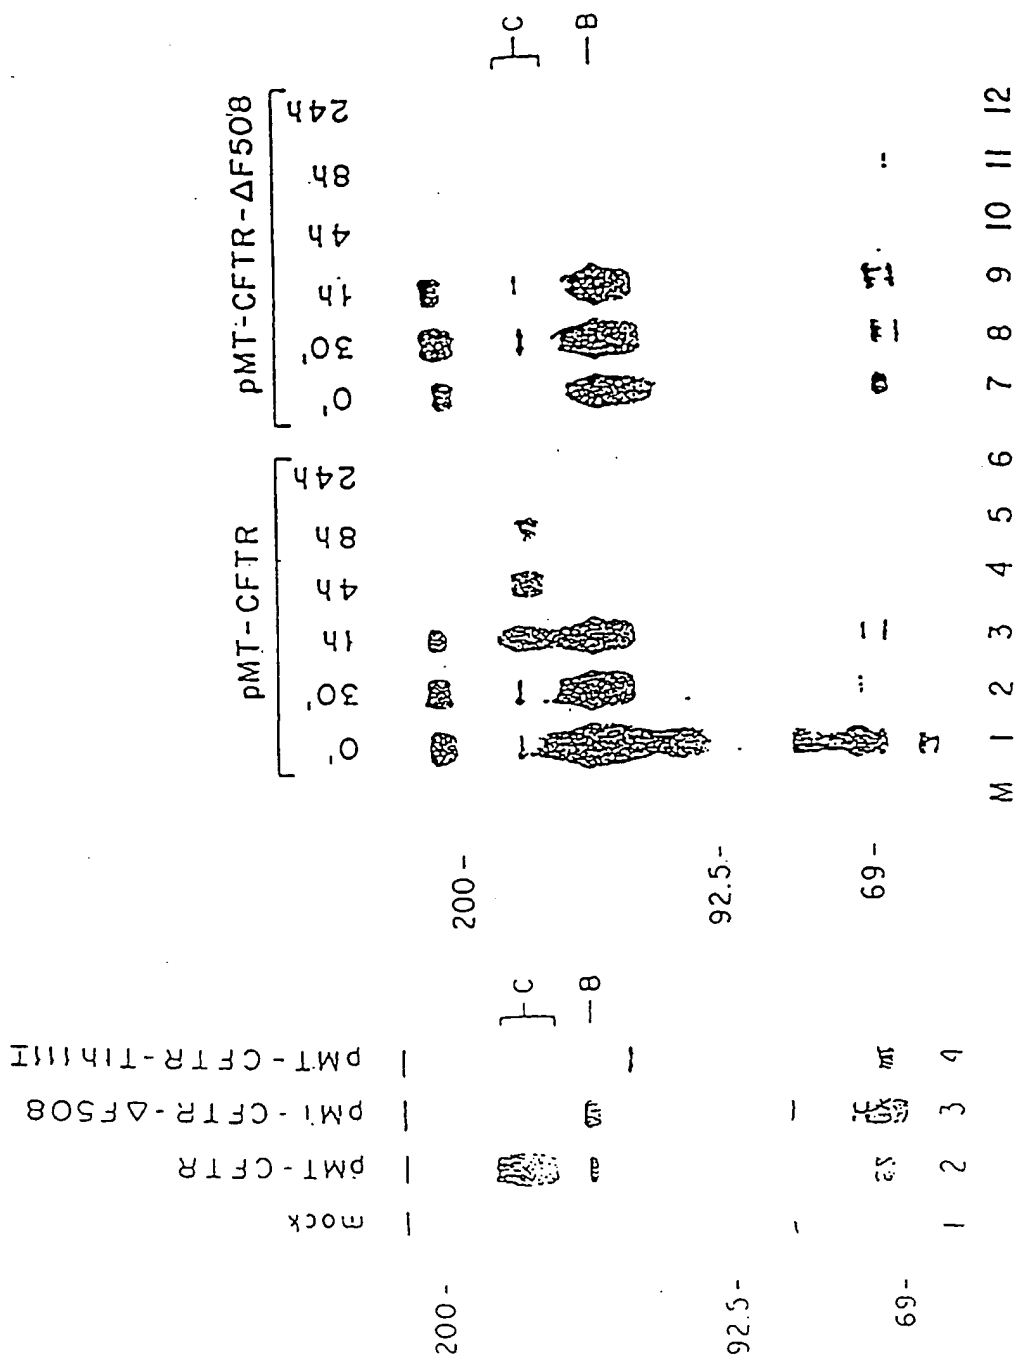 mock
pMT-CFTR
pMT-CFTR-ΔF508
pMT-CFTR-Tth111I
200-
92.5-
69-
C
B
1 2 3 4
pMT-CFTR
0' 30' 1h 4h 8h 24h
pMT-CFTR-ΔF508
0' 30' 1h 4h 8h 24h
200-
92.5-
69-
C
B
M 1 2 3 4 5 6 7 8 9 10 11 12